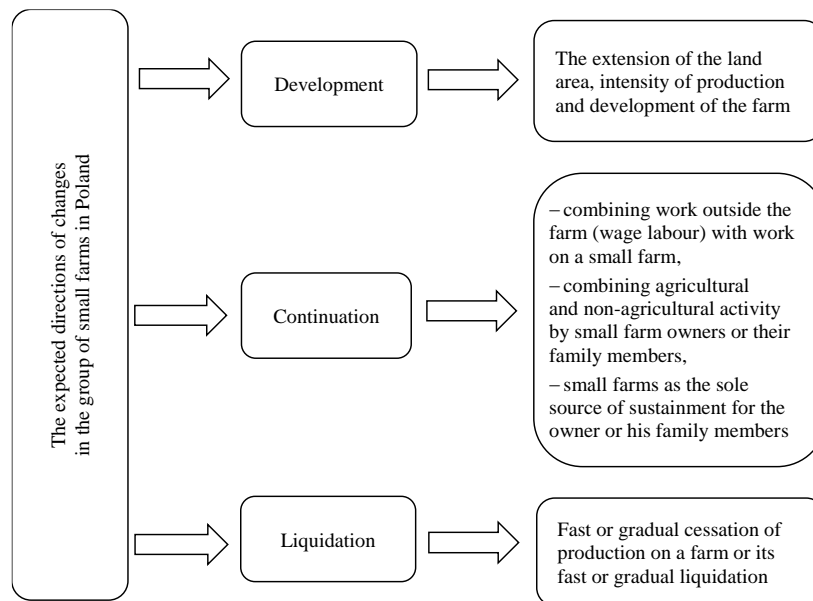 The expected directions of changes
in the group of small farms in Poland
Development
The extension of the land
area, intensity of production
and development of the farm
Continuation
– combining work outside the
farm (wage labour) with work
on a small farm,
– combining agricultural
and non-agricultural activity
by small farm owners or their
family members,
– small farms as the sole
source of sustainment for the
owner or his family members
Liquidation
Fast or gradual cessation of
production on a farm or its
fast or gradual liquidation